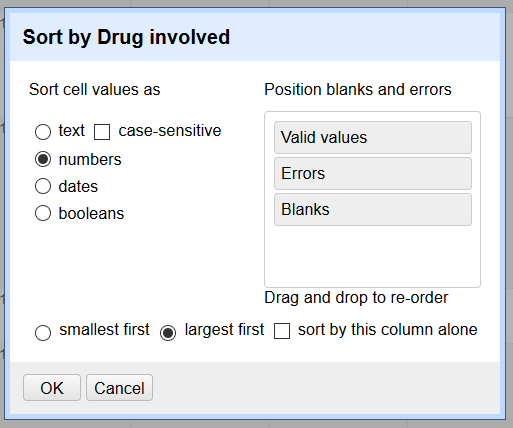 Sort by Drug involved
Sort cell values as
text case-sensitive
numbers
dates
booleans
Position blanks and errors
Valid values
Errors
Blanks
Drag and drop to re-order
smallest first largest first sort by this column alone
OK Cancel